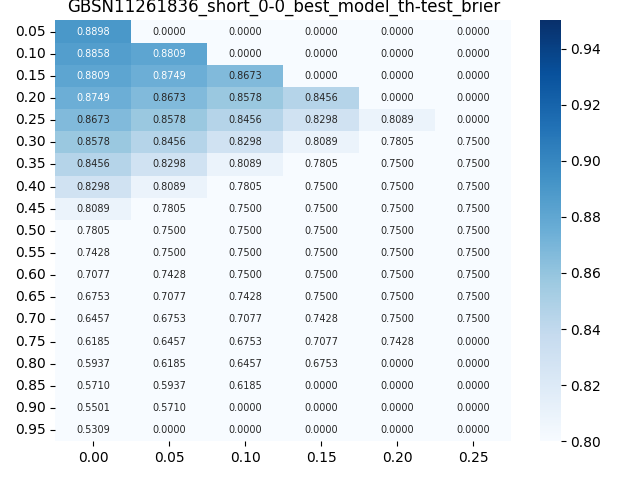 GBSN11261836_short_0-0_best_model_th-test_brier
0.05 0.8898 0.0000 0.0000 0.0000 0.0000 0.0000
0.10 0.8858 0.8809 0.0000 0.0000 0.0000 0.0000
0.15 0.8809 0.8749 0.8673 0.0000 0.0000 0.0000
0.20 0.8749 0.8673 0.8578 0.8456 0.0000 0.0000
0.25 0.8673 0.8578 0.8456 0.8298 0.8089 0.0000
0.30 0.8578 0.8456 0.8298 0.8089 0.7805 0.7500
0.35 0.8456 0.8298 0.8089 0.7805 0.7500 0.7500
0.40 0.8298 0.8089 0.7805 0.7500 0.7500 0.7500
0.45 0.8089 0.7805 0.7500 0.7500 0.7500 0.7500
0.50 0.7805 0.7500 0.7500 0.7500 0.7500 0.7500
0.55 0.7428 0.7500 0.7500 0.7500 0.7500 0.7500
0.60 0.7077 0.7428 0.7500 0.7500 0.7500 0.7500
0.65 0.6753 0.7077 0.7428 0.7500 0.7500 0.7500
0.70 0.6457 0.6753 0.7077 0.7428 0.7500 0.7500
0.75 0.6185 0.6457 0.6753 0.7077 0.7428 0.0000
0.80 0.5937 0.6185 0.6457 0.6753 0.0000 0.0000
0.85 0.5710 0.5937 0.6185 0.0000 0.0000 0.0000
0.90 0.5501 0.5710 0.0000 0.0000 0.0000 0.0000
0.95 0.5309 0.0000 0.0000 0.0000 0.0000 0.0000
0.00 0.05 0.10 0.15 0.20 0.25
0.94
0.92
0.90
0.88
0.86
0.84
0.82
0.80